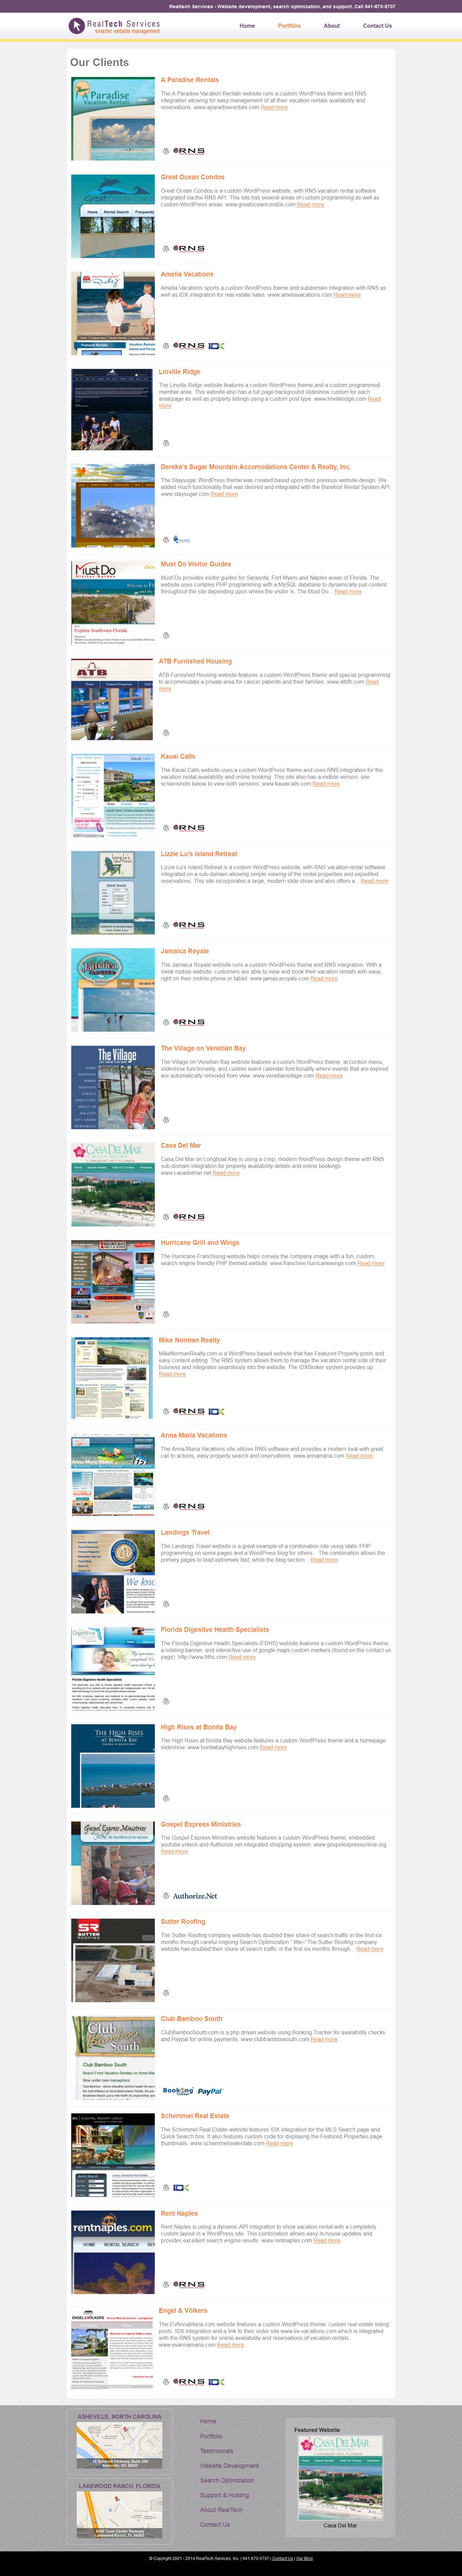 Realtech Services - Website development, search optimization, and support. Call 941-870-5707
RealTech Services
smarter website management
Home
Portfolio
About
Contact Us
Our Clients
A Paradise Rentals
The A Paradise Vacation Rentals website runs a custom WordPress theme and RNS
integration allowing for easy management of all their vacation rentals availability and
reservations. www.aparadiserentals.com Read more
RNS
Great Ocean Condos
Great Ocean Condos is a custom WordPress website, with RNS vacation rental software
integrated via the RNS API. This site has several areas of custom programming as well as
custom WordPress areas. www.greatoceancondos.com Read more
RNS
Amelia Vacations
Amelia Vacations sports a custom WordPress theme and subdomain integration with RNS as
well as IDX integration for real estate sales. www.ameliavacations.com Read more
RNS IDX
Linville Ridge
The Linville Ridge website features a custom WordPress theme and a custom programmed
member area. This website also has a full page background slideshow custom for each
area/page as well as property listings using a custom post type. www.linvilleridge.com Read
more
Dereka's Sugar Mountain Accomodations Center & Realty, Inc.
The Staysugar WordPress theme was created based upon their previous website design. We
added much functionality that was desired and integrated with the Barefoot Rental System API.
www.staysugar.com Read more
Must Do Visitor Guides
Must Do provides visitor guides for Sarasota, Fort Myers and Naples areas of Florida. The
website uses complex PHP programming with a MySQL database to dynamically pull content
throughout the site depending upon where the visitor is. The Must Do... Read more
ATB Furnished Housing
ATB Furnished Housing website features a custom WordPress theme and special programming
to accommodate a private area for cancer patients and their families. www.atbfh.com Read
more
Kauai Calls
The Kauai Calls website uses a custom WordPress theme and uses RNS integration for the
vacation rental availability and online booking. This site also has a mobile version, see
screenshots below to view both versions. www.kauaicalls.com Read more
RNS
Lizzie Lu's Island Retreat
Lizzie Lu's Island Retreat is a custom WordPress website, with RNS vacation rental software
integrated on a sub-domain allowing simple viewing of the rental properties and expedited
reservations. This site incorporates a large, modern slide show and also offers a... Read more
RNS
Jamaica Royale
The Jamaica Royale website runs a custom WordPress theme and RNS integration. With a
sleek mobile website, customers are able to view and book their vacation rentals with ease,
right on their mobile phone or tablet. www.jamaicaroyale.com Read more
RNS
The Village on Venetian Bay
The Village on Venetian Bay website features a custom WordPress theme, accordion menu,
slideshow functionality, and custom event calendar functionality where events that are expired
are automatically removed from view. www.venetianvillage.com Read more
Casa Del Mar
Casa Del Mar on Longboat Key is using a crisp, modern WordPress design theme with RNS
sub-domain integration for property availability details and online bookings.
www.casadelmar.net Read more
RNS
Hurricane Grill and Wings
The Hurricane Franchising website helps convey the company image with a fun, custom,
search engine friendly PHP themed website. www.franchise.hurricanewings.com Read more
Mike Norman Realty
MikeNormanRealty.com is a WordPress based website that has Featured Property posts and
easy content editing. The RNS system allows them to manage the vacation rental side of their
business and integrates seamlessly into the website. The IDXBroker system provides up...
Read more
RNS IDX
Anna Maria Vacations
The Anna Maria Vacations site utilizes RNS software and provides a modern look with great
call to actions, easy property search and reservations. www.annamaria.com Read more
RNS
Landings Travel
The Landings Travel website is a great example of a combination site using static PHP
programming on some pages and a WordPress blog for others. The combination allows the
primary pages to load extremely fast, while the blog section... Read more
Florida Digestive Health Specialists
The Florida Digestive Health Specialists (FDHS) website features a custom WordPress theme,
a rotating banner, and interactive use of google maps custom markers (found on the contact us
page). http://www.fdhs.com Read more
High Rises at Bonita Bay
The High Rises at Bonita Bay website features a custom WordPress theme and a homepage
slideshow. www.bonitabayhighrises.com Read more
Gospel Express Ministries
The Gospel Express Ministries website features a custom WordPress theme, embedded
youtube videos and Authorize.net integrated shopping system. www.gospelexpressonline.org
Read more
Authorize.Net
Sutter Roofing
The Sutter Roofing company website has doubted their share of search traffic in the first six
months through careful ongoing Search Optimization " title="The Sutter Roofing company
website has doubted their share of search traffic in the first six months through... Read more
Club Bamboo South
ClubBambooSouth.com is a php driven website using Booking Tracker for availability checks
and Paypal for online payments. www.clubbamboosouth.com Read more
Booking PayPal
Schemmel Real Estate
The Schemmel Real Estate website features IDX integration for the MLS Search page and
Quick Search box. It also features custom code for displaying the Featured Properties page
thumbnails. www.schemmelrealestate.com Read more
IDX
Rent Naples
Rent Naples is using a dynamic API integration to show vacation rental with a completely
custom layout in a WordPress site. This combination allows easy in-house updates and
provides excellent search engine results. www.rentnaples.com Read more
RNS
Engel & Völkers
The EVAnnaMaria.com website features a custom WordPress theme, custom real estate listing
posts, IDX integration and a link to their sister site www.ev-vacations.com which is integrated
with the RNS system for online availability and reservations of vacation rentals.
www.evannamaria.com Read more
RNS IDX
ASHEVILLE, NORTH CAROLINA
LAKEWOOD RANCH, FLORIDA
Home
Portfolio
Testimonials
Website Development
Search Optimization
Support & Hosting
About RealTech
Contact Us
Featured Website
CASA DEL MAR
Casa Del Mar
© Copyright 2001 - 2014 RealTech Services, Inc. | 941-870-5707 | Contact Us | Our Blog